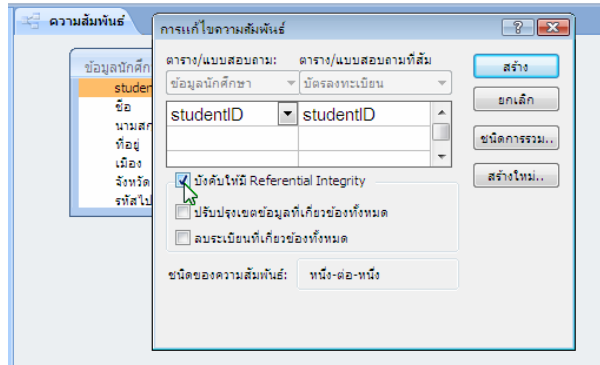 ความสัมพันธ์
การแก้ไขความสัมพันธ์
ตาราง/แบบสอบถาม: ตาราง/แบบสอบถามที่สัม
ข้อมูลนักศึกษา บัตรลงทะเบียน
studentID studentID
บังคับให้มี Referential Integrity
ปรับปรุงเขตข้อมูลที่เกี่ยวข้องทั้งหมด
ลบระเบียนที่เกี่ยวข้องทั้งหมด
ชนิดของความสัมพันธ์: หนึ่ง-ต่อ-หนึ่ง
สร้าง
ยกเลิก
ชนิดการรวม..
สร้างใหม่..
ข้อมูลนักศึก
studen
ชื่อ
นามสก
ที่อยู่
เมือง
จังหวัด
รหัสไป